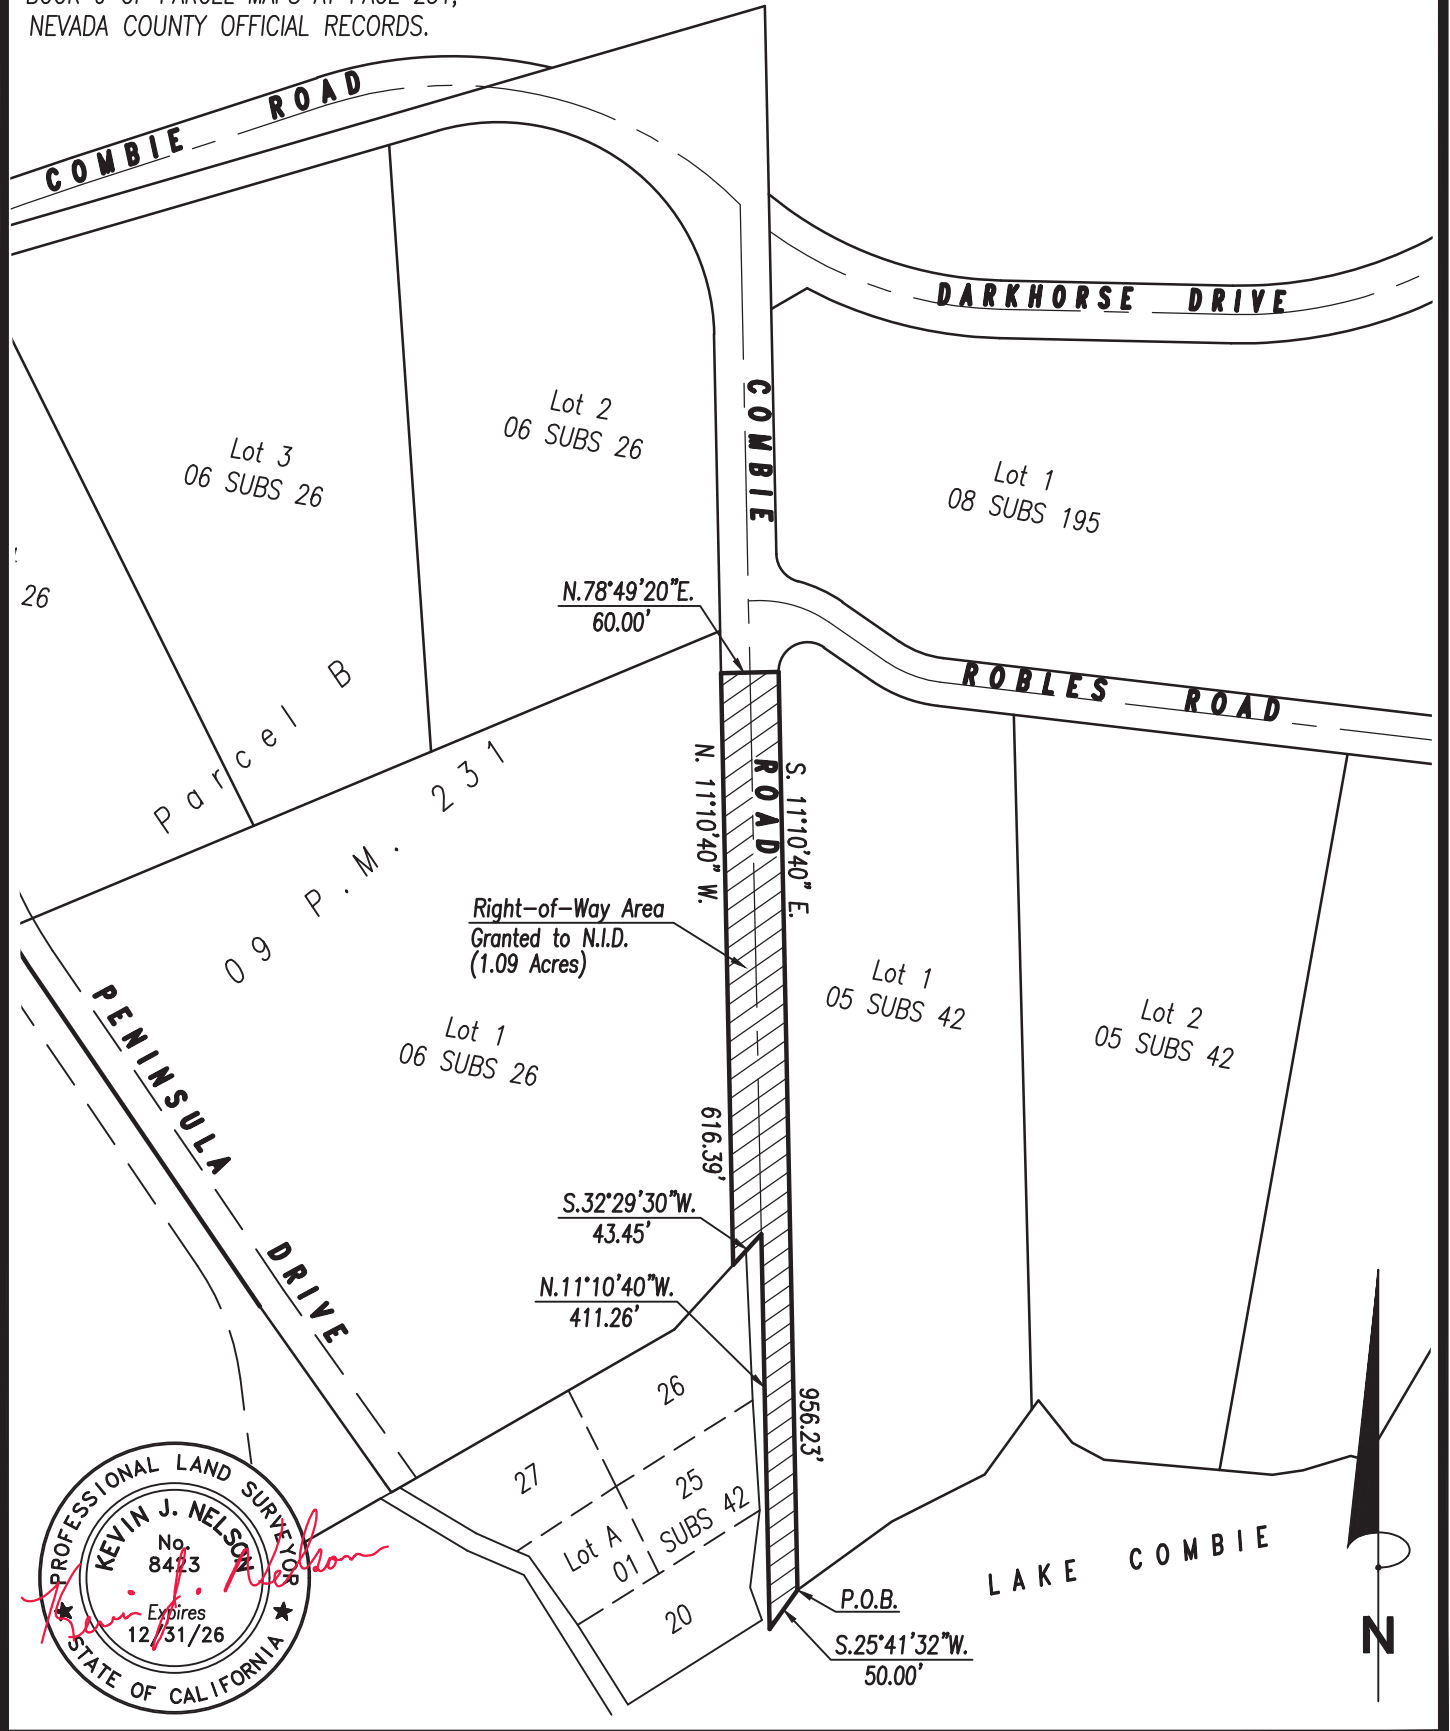 NEVADA COUNTY OFFICIAL RECORDS.
COMBIE ROAD
DARKHORSE DRIVE
COMBIE
ROAD
Lot 2
06 SUBS 26
Lot 3
06 SUBS 26
Lot 1
08 SUBS 195
26
N.78°49'20"E.
60.00'
Parcel B
ROBLES ROAD
09 P.M. 231
N. 11°10'40" W.
S. 11°10'40" E.
Right-of-Way Area
Granted to N.I.D.
(1.09 Acres)
Lot 1
05 SUBS 42
Lot 2
05 SUBS 42
Lot 1
06 SUBS 26
PENINSULA DRIVE
616.39'
S.32°29'30"W.
43.45'
N.11°10'40"W.
411.26'
956.23'
26
27
25
Lot A
01 SUBS 42
20
LAKE COMBIE
P.O.B.
S.25°41'32"W.
50.00'
N
PROFESSIONAL LAND SURVEYOR
KEVIN J. NELSON
No.
8423
Kevin J. Nelson
Expires
12/31/26
STATE OF CALIFORNIA